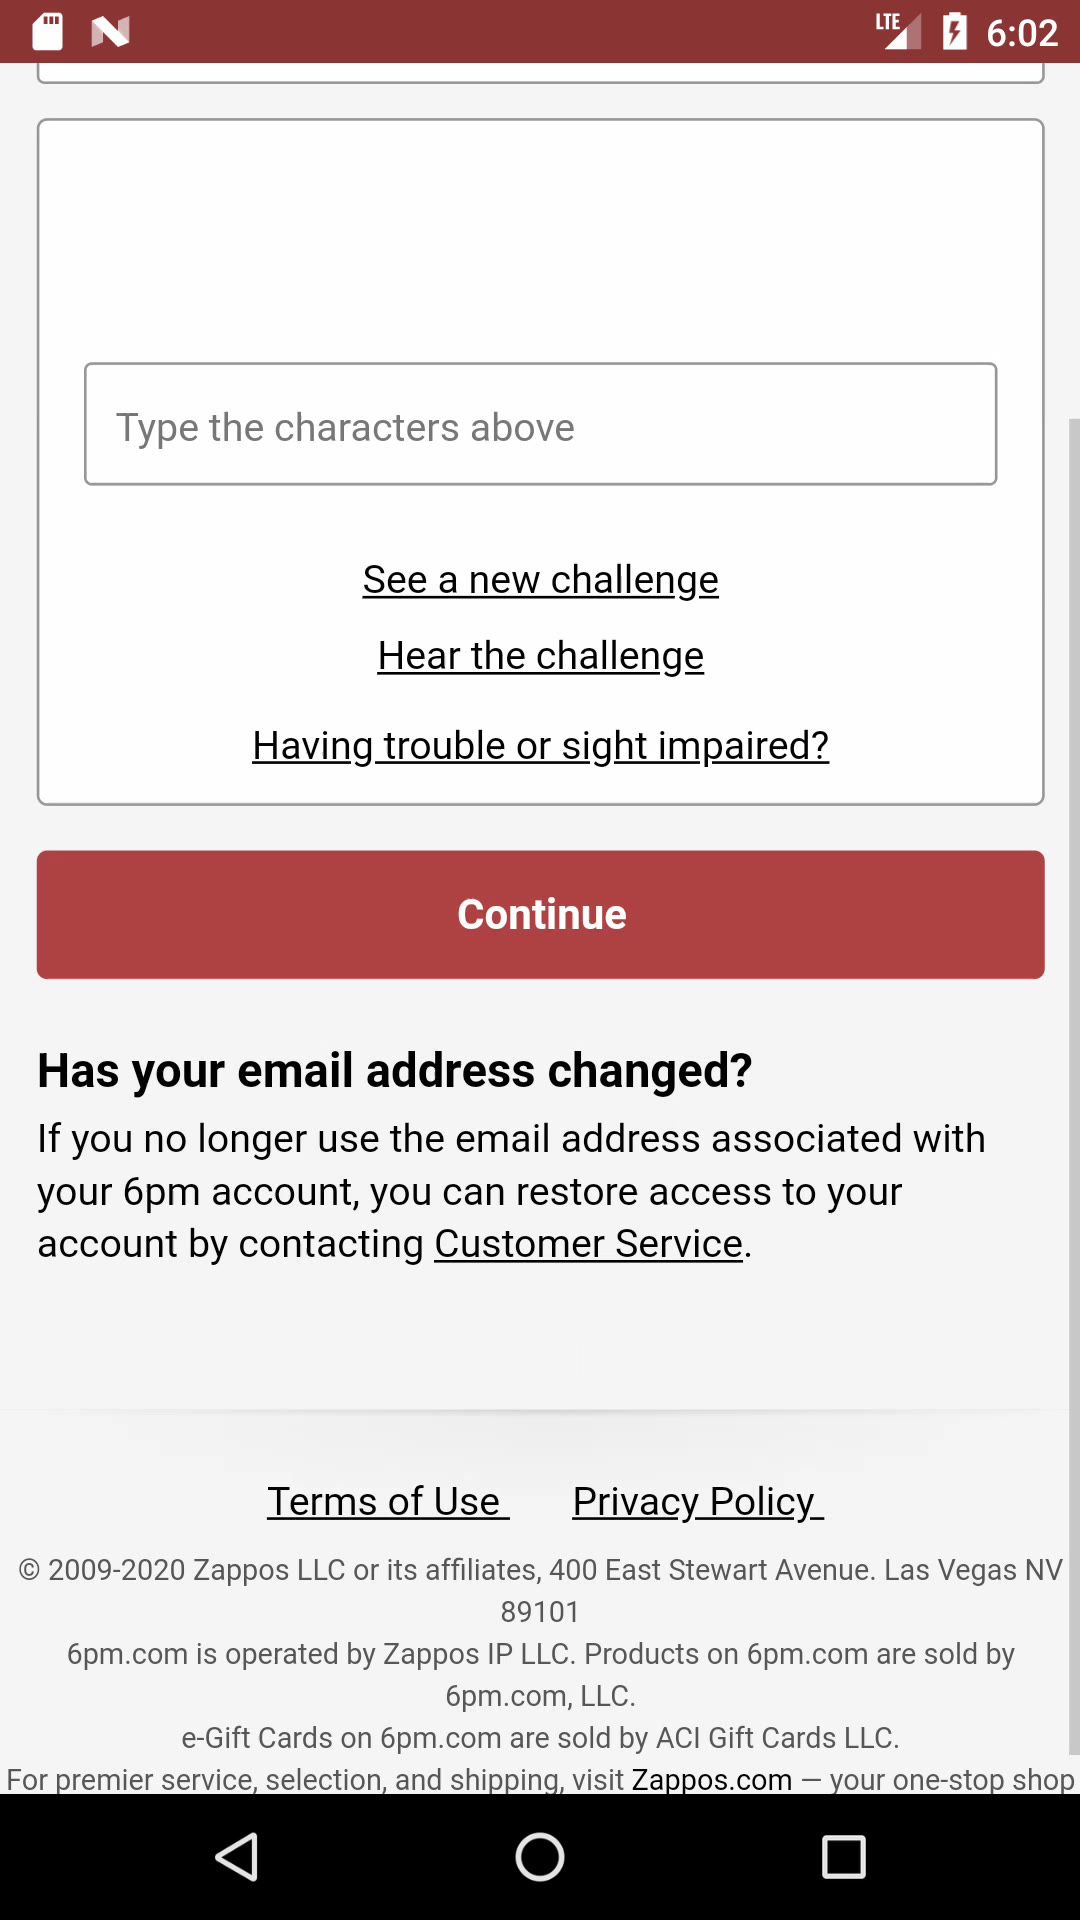 LTE 6:02
Type the characters above
See a new challenge
Hear the challenge
Having trouble or sight impaired?
Continue
Has your email address changed?
If you no longer use the email address associated with
your 6pm account, you can restore access to your
account by contacting Customer Service.
Terms of Use Privacy Policy
© 2009-2020 Zappos LLC or its affiliates, 400 East Stewart Avenue. Las Vegas NV
89101
6pm.com is operated by Zappos IP LLC. Products on 6pm.com are sold by
6pm.com, LLC.
e-Gift Cards on 6pm.com are sold by ACI Gift Cards LLC.
For premier service, selection, and shipping, visit Zappos.com — your one-stop shop